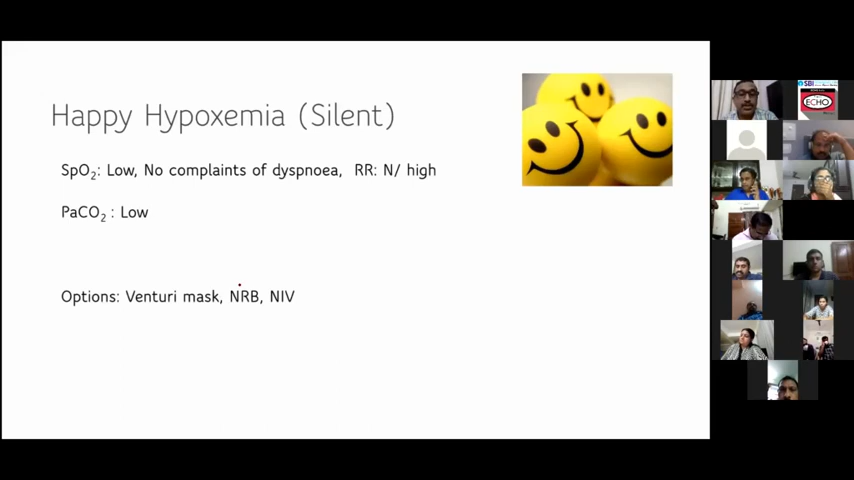 Happy Hypoxemia (Silent)
SpO₂: Low, No complaints of dyspnoea, RR: N/ high
PaCO₂ : Low
Options: Venturi mask, NRB, NIV
SBI
ECHO